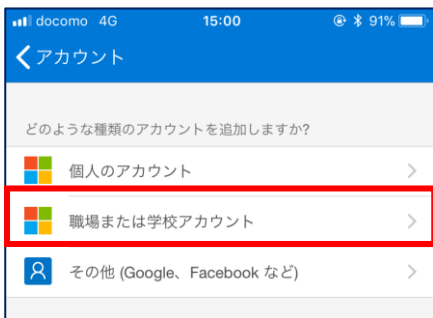 docomo 4G 15:00 91%
アカウント
どのような種類のアカウントを追加しますか?
個人のアカウント
職場または学校アカウント
その他 (Google、Facebook など)